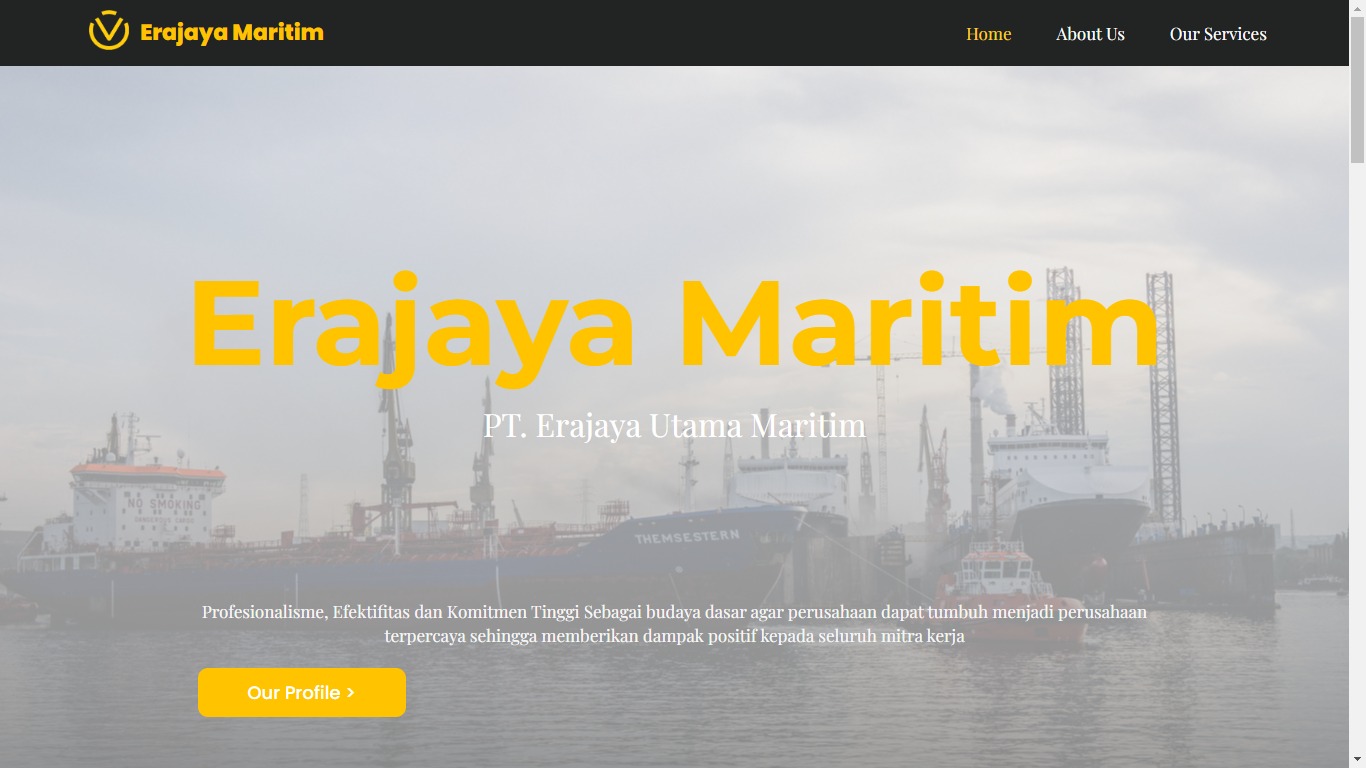 Erajaya Maritim
Home
About Us
Our Services
Erajaya Maritim
PT. Erajaya Utama Maritim
NO SMOKING
DANGEROUS CARGO
THEMSESTERN
Profesionalisme, Efektifitas dan Komitmen Tinggi Sebagai budaya dasar agar perusahaan dapat tumbuh menjadi perusahaan
terpercaya sehingga memberikan dampak positif kepada seluruh mitra kerja
Our Profile >